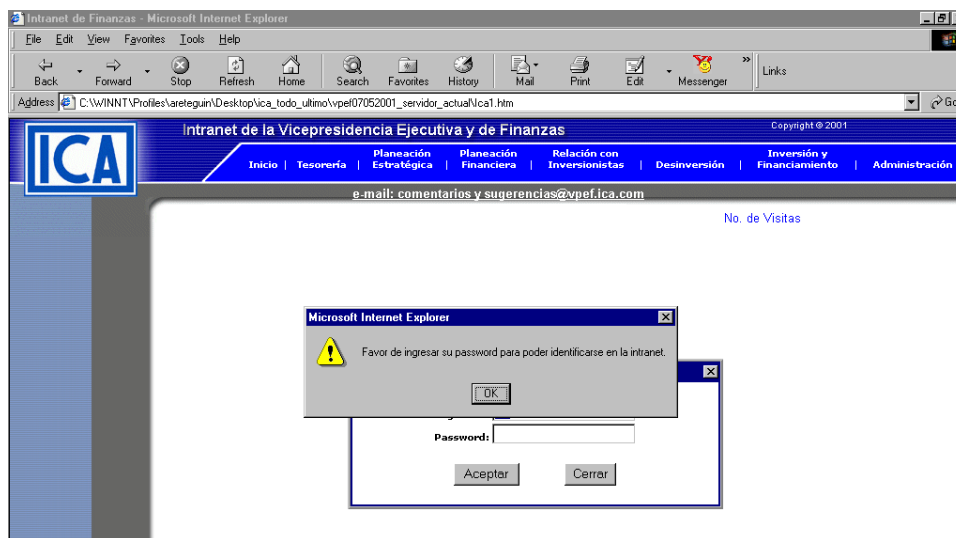 Intranet de Finanzas - Microsoft Internet Explorer
File Edit View Favorites Tools Help
Back Forward Stop Refresh Home Search Favorites History Mail Print Edit Messenger » Links
Address C:\WINNT\Profiles\areteguin\Desktop\ica_todo_ultimo\vpef07052001_servidor_actual\Ica1.htm Go
ICA
Intranet de la Vicepresidencia Ejecutiva y de Finanzas Copyright © 2001
Inicio | Tesorería | Planeación Estratégica | Planeación Financiera | Relación con Inversionistas | Desinversión | Inversión y Financiamiento | Administración
e-mail: comentarios y sugerencias@vpef.ica.com
No. de Visitas
Microsoft Internet Explorer
Favor de ingresar su password para poder identificarse en la intranet.
OK
Password:
Aceptar Cerrar